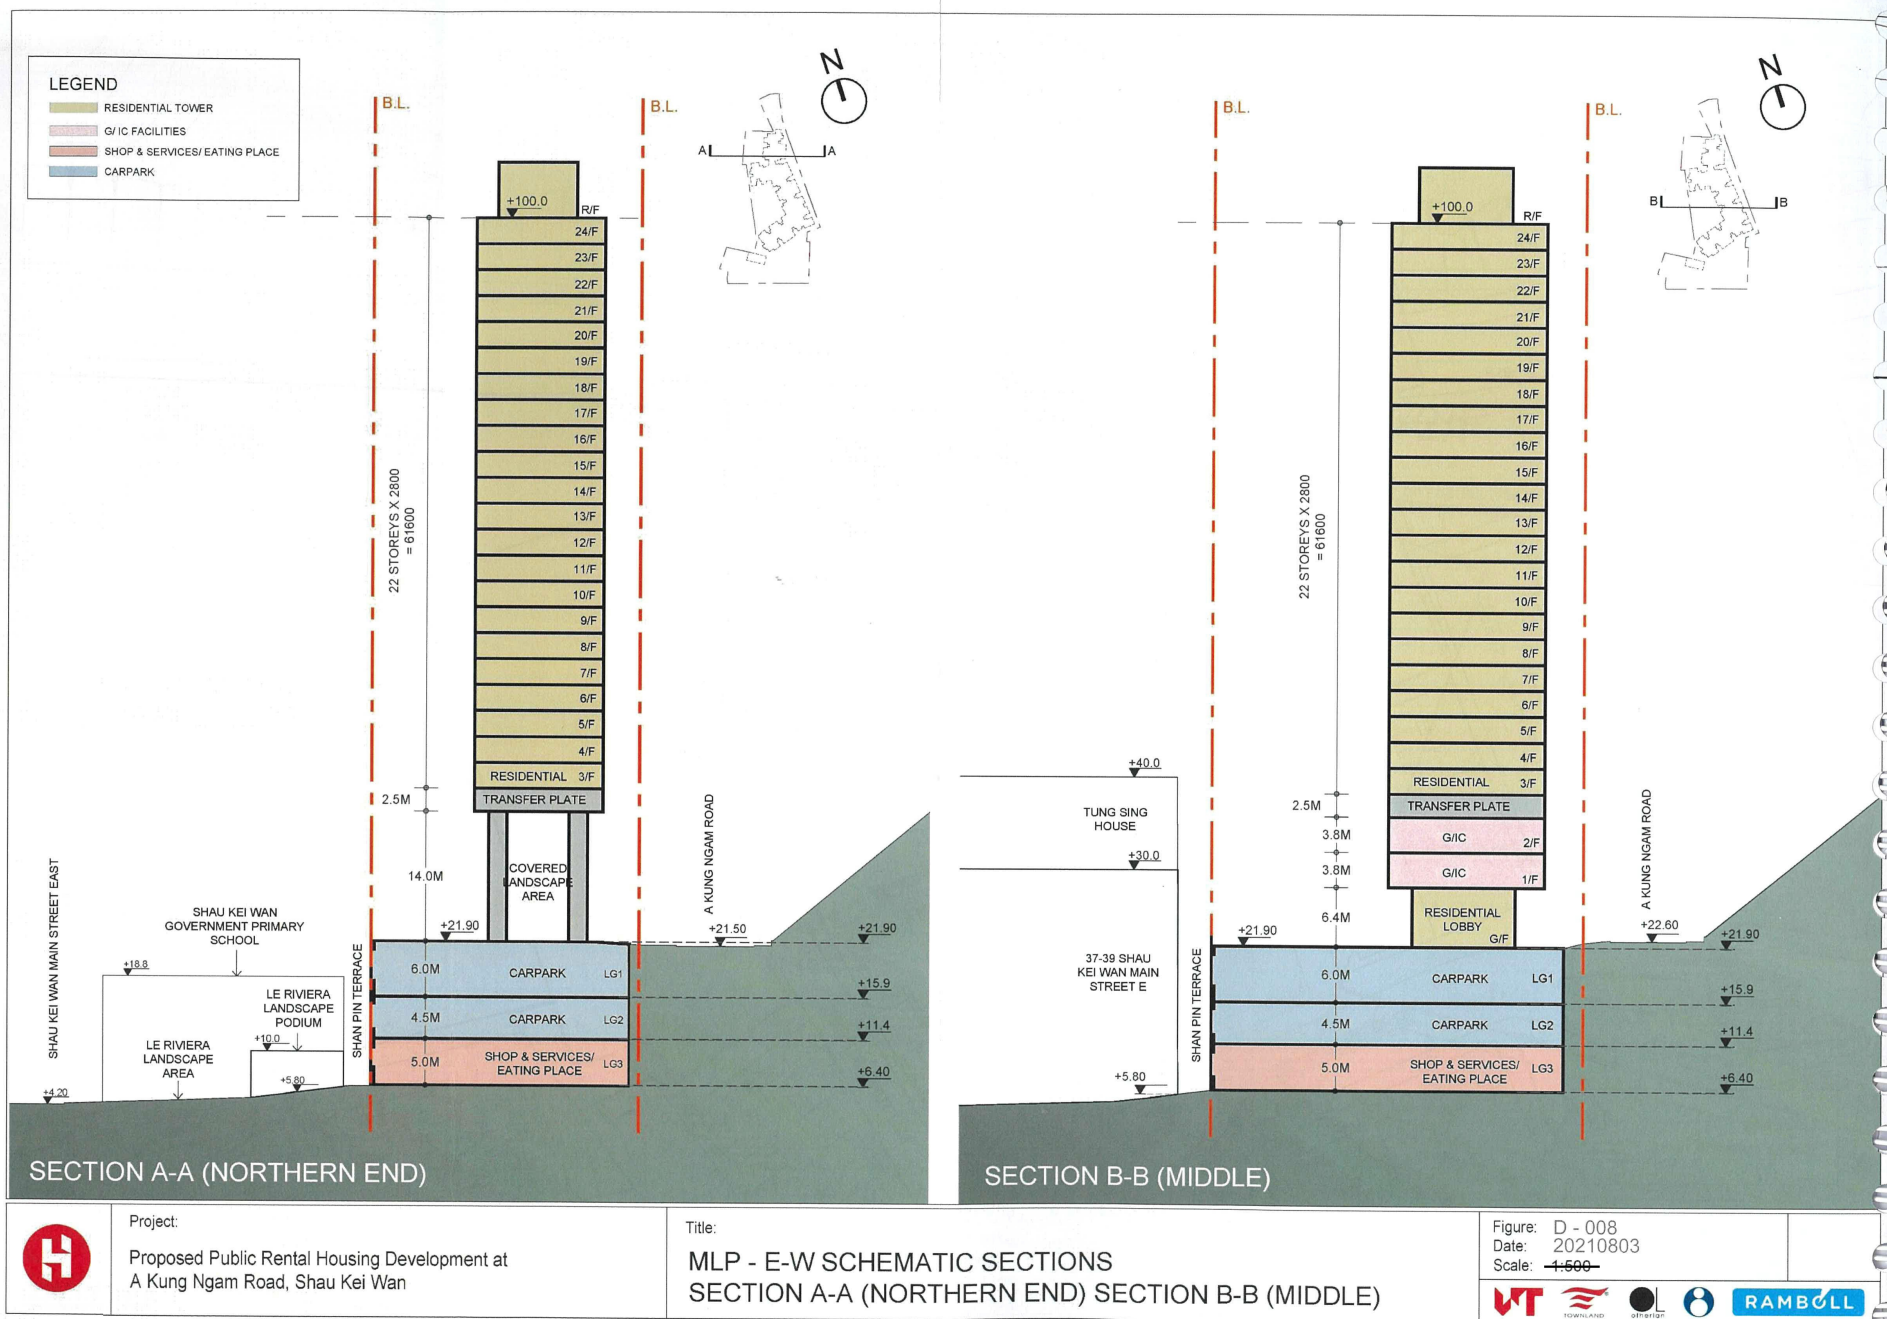 LEGEND
RESIDENTIAL TOWER
G/ IC FACILITIES
SHOP & SERVICES/ EATING PLACE
CARPARK
B.L.
B.L.
N
A
A
+100.0
R/F
24/F
23/F
22/F
21/F
20/F
19/F
18/F
17/F
16/F
15/F
14/F
13/F
12/F
11/F
10/F
9/F
8/F
7/F
6/F
5/F
4/F
RESIDENTIAL 3/F
TRANSFER PLATE
22 STOREYS X 2800
= 61600
2.5M
14.0M
COVERED
LANDSCAPE
AREA
A KUNG NGAM ROAD
+21.90
+21.50
+21.90
SHAU KEI WAN MAIN STREET EAST
SHAU KEI WAN
GOVERNMENT PRIMARY
SCHOOL
+18.8
LE RIVIERA
LANDSCAPE
PODIUM
+10.0
LE RIVIERA
LANDSCAPE
AREA
+5.80
+4.20
SHAN PIN TERRACE
6.0M
CARPARK
LG1
+15.9
4.5M
CARPARK
LG2
+11.4
5.0M
SHOP & SERVICES/
EATING PLACE
LG3
+6.40
SECTION A-A (NORTHERN END)
B.L.
B.L.
N
B
B
+100.0
R/F
24/F
23/F
22/F
21/F
20/F
19/F
18/F
17/F
16/F
15/F
14/F
13/F
12/F
11/F
10/F
9/F
8/F
7/F
6/F
5/F
4/F
RESIDENTIAL 3/F
TRANSFER PLATE
22 STOREYS X 2800
= 61600
2.5M
3.8M
G/IC
2/F
3.8M
G/IC
1/F
6.4M
RESIDENTIAL
LOBBY
G/F
+40.0
TUNG SING
HOUSE
+30.0
37-39 SHAU
KEI WAN MAIN
STREET E
+5.80
SHAN PIN TERRACE
A KUNG NGAM ROAD
+21.90
+22.60
+21.90
6.0M
CARPARK
LG1
+15.9
4.5M
CARPARK
LG2
+11.4
5.0M
SHOP & SERVICES/
EATING PLACE
LG3
+6.40
SECTION B-B (MIDDLE)
Project:
Proposed Public Rental Housing Development at
A Kung Ngam Road, Shau Kei Wan
Title:
MLP - E-W SCHEMATIC SECTIONS
SECTION A-A (NORTHERN END) SECTION B-B (MIDDLE)
Figure: D - 008
Date: 20210803
Scale: 1:500
TOWNLAND
RAMBOLL